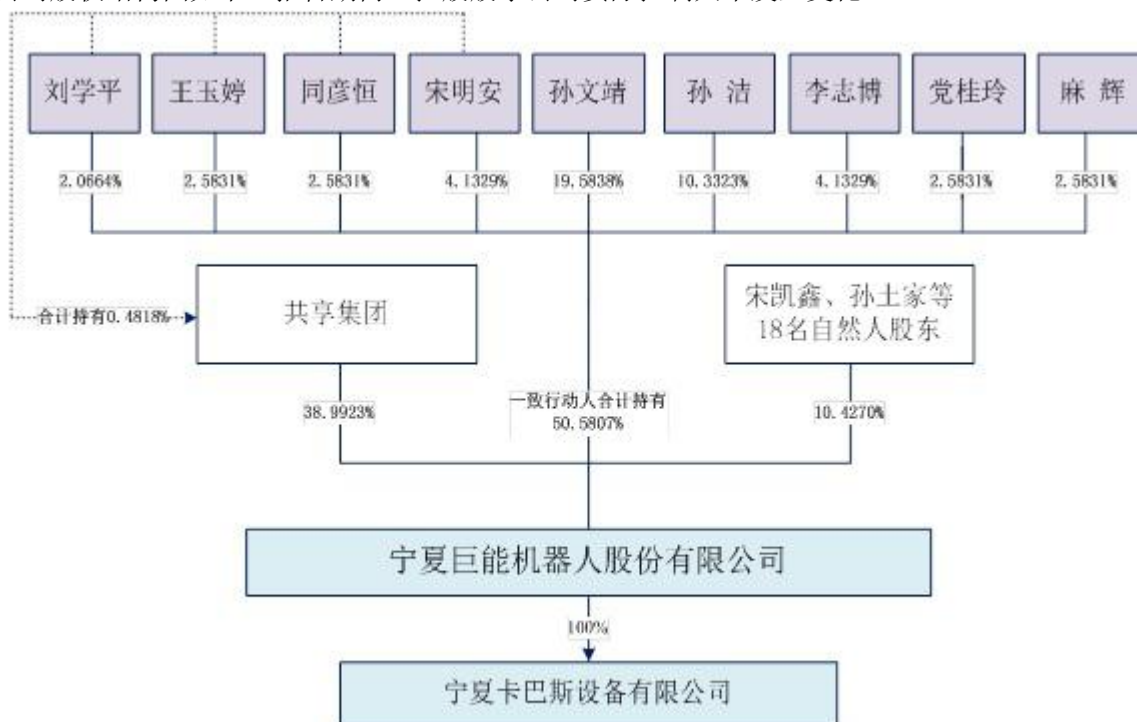 刘学平
王玉婷
同彦恒
宋明安
孙文靖
孙 洁
李志博
党桂玲
麻 辉
2.0664%
2.5831%
2.5831%
4.1329%
19.5838%
10.3323%
4.1329%
2.5831%
2.5831%
合计持有0.4818%
共享集团
宋凯鑫、孙土家等
18名自然人股东
38.9923%
一致行动人合计持有
50.5807%
10.4270%
宁夏巨能机器人股份有限公司
100%
宁夏卡巴斯设备有限公司